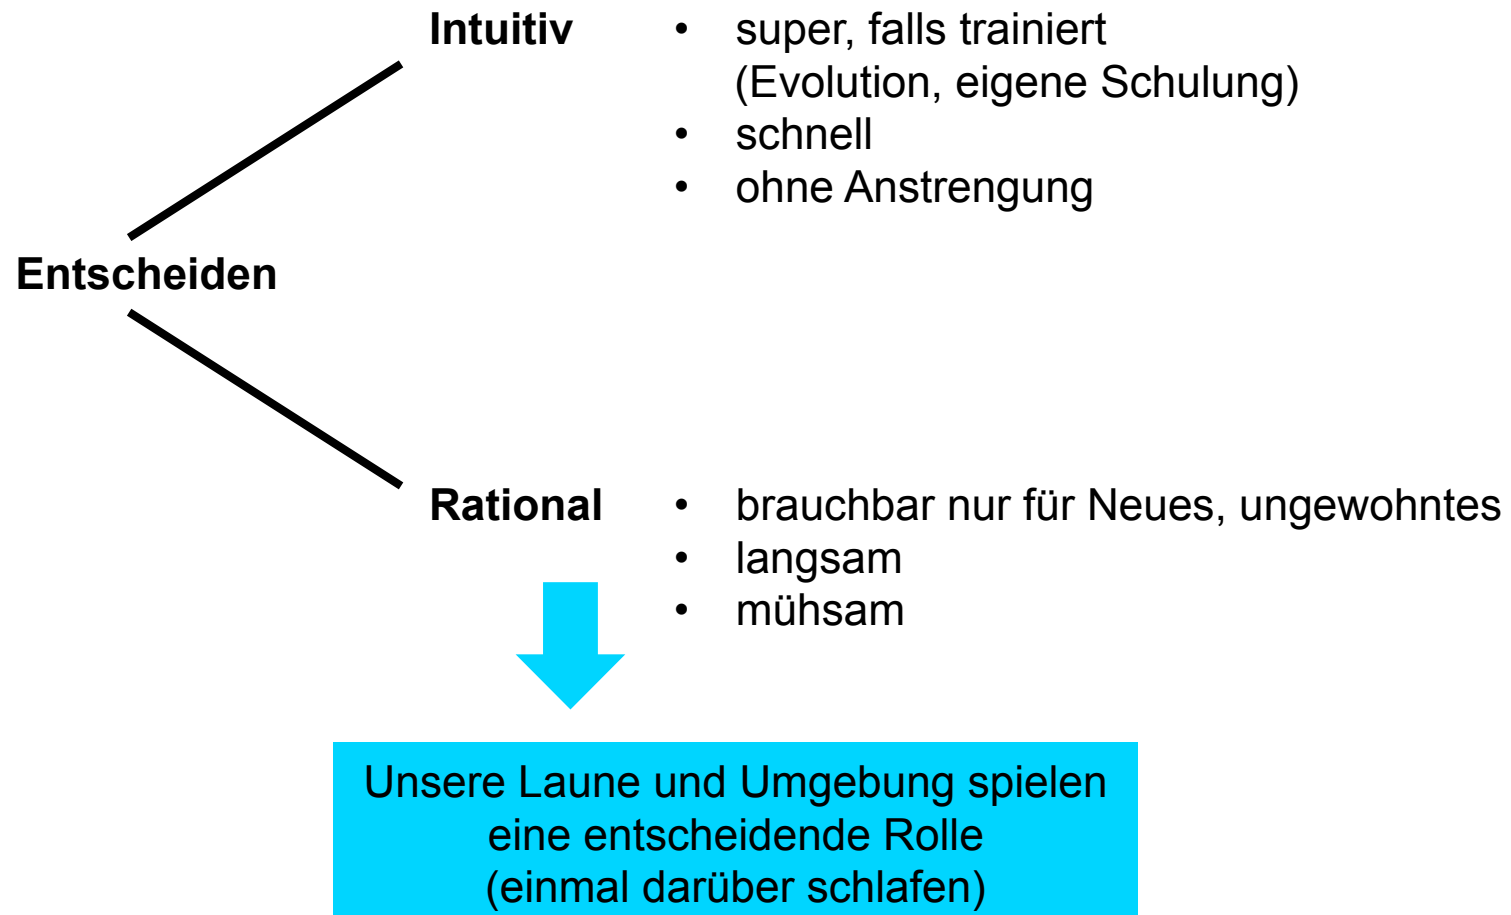 Intuitiv
• super, falls trainiert
(Evolution, eigene Schulung)
• schnell
• ohne Anstrengung
Entscheiden
Rational
• brauchbar nur für Neues, ungewohntes
• langsam
• mühsam
Unsere Laune und Umgebung spielen
eine entscheidende Rolle
(einmal darüber schlafen)